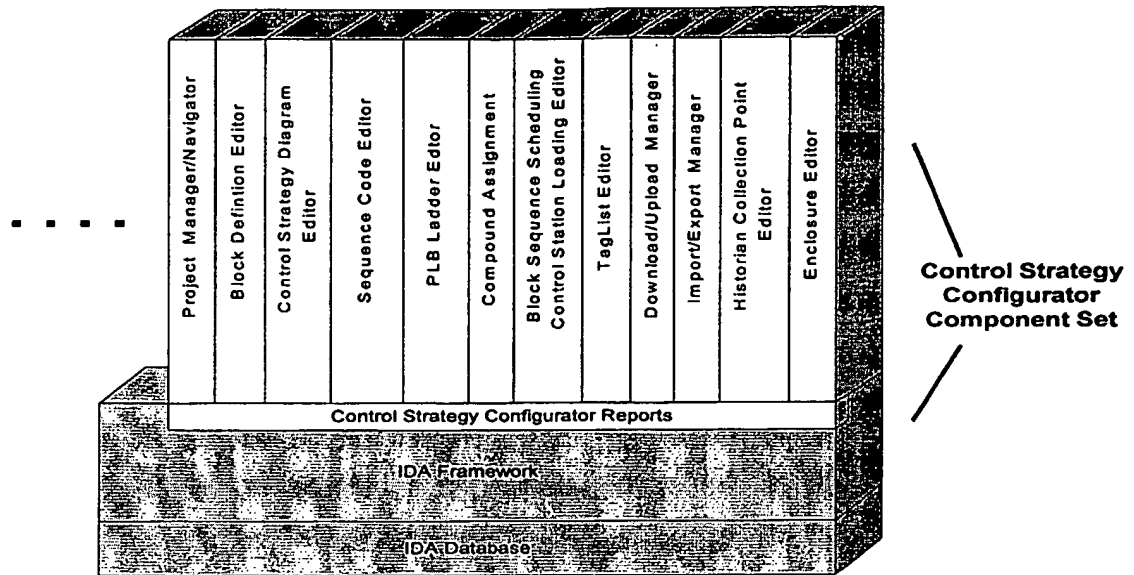 Project Manager/Navigator
Block Definition Editor
Control Strategy Diagram
Editor
Sequence Code Editor
PLB Ladder Edtor
Compound Assignment
Block Sequence Scheduling
Control Station Loading Editor
TagList Editor
Download/Upload Manager
Import/Export Manager
Historian Collection Point
Editor
Enclosure Editor
Control Strategy
Configurator
Component Set
Control Strategy Configurator Reports
IDA Framework
IDA Database